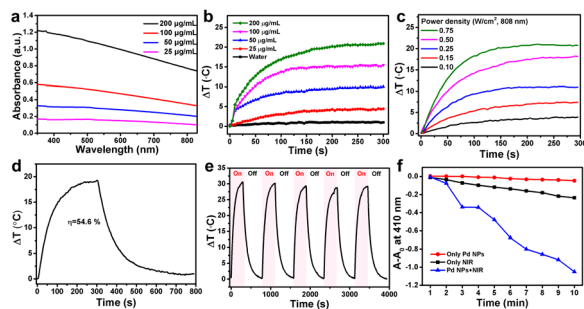 a
Absorbance (a.u.)
1.2
1.0
0.8
0.6
0.4
0.2
0.0
400 500 600 700 800
Wavelength (nm)
200 μg/mL
100 μg/mL
50 μg/mL
25 μg/mL
b
ΔT (·C)
30
25
20
15
10
5
0
0 50 100 150 200 250 300
Time (s)
200 μg/mL
100 μg/mL
50 μg/mL
25 μg/mL
Water
c
ΔT (·C)
25
20
15
10
5
0
0 50 100 150 200 250 300
Time (s)
Power density (W/cm², 808 nm)
0.75
0.50
0.25
0.15
0.10
d
ΔT (°C)
25
20
15
10
5
0
0 100 200 300 400 500 600 700 800
Time (s)
η=54.6 %
e
ΔT (°C)
40
35
30
25
20
15
10
5
0
0 1000 2000 3000 4000
Time (s)
On Off On Off On Off On Off On Off
f
A-A₀ at 410 nm
0.0
-0.2
-0.4
-0.6
-0.8
-1.0
-1.2
1 2 3 4 5 6 7 8 9 10
Time (min)
Only Pd NPs
Only NIR
Pd NPs+NIR